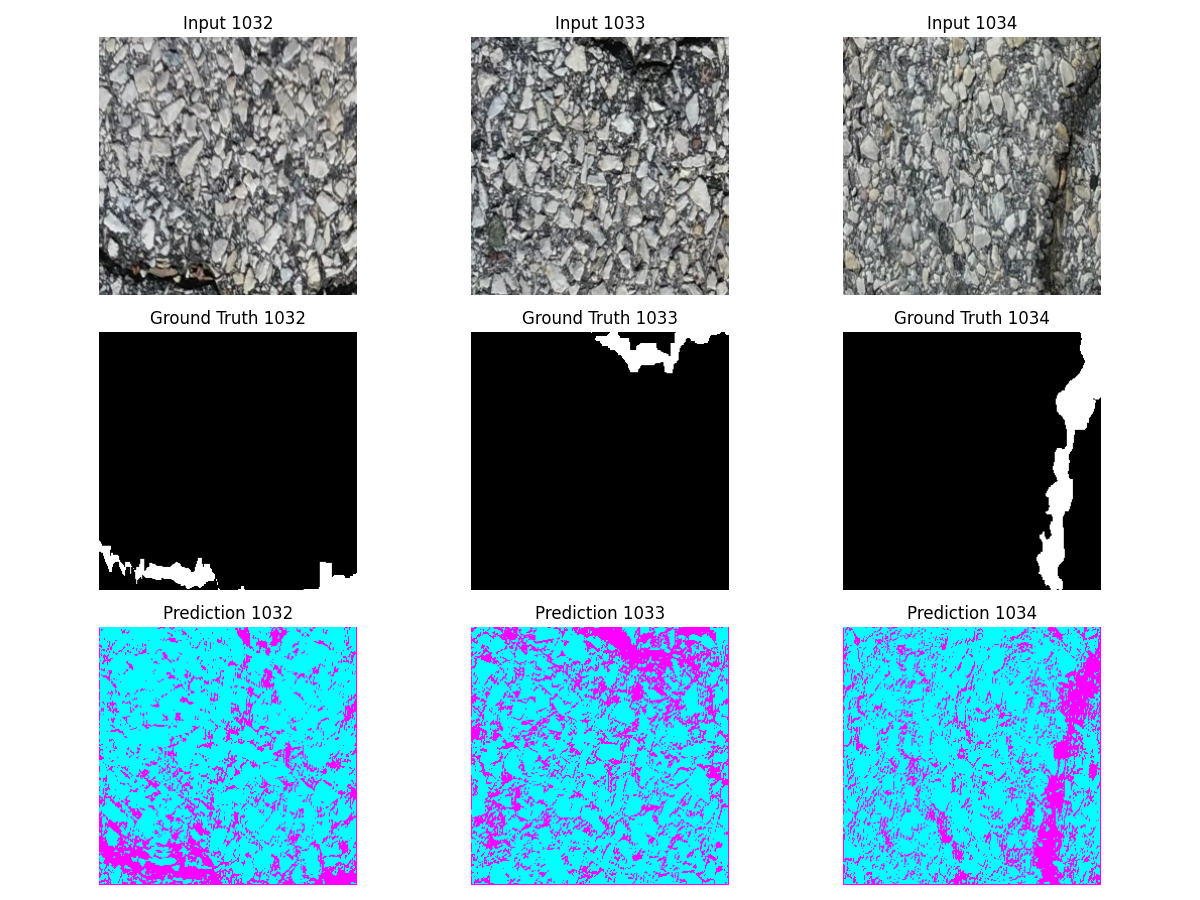 Input 1032
Input 1033
Input 1034
Ground Truth 1032
Ground Truth 1033
Ground Truth 1034
Prediction 1032
Prediction 1033
Prediction 1034